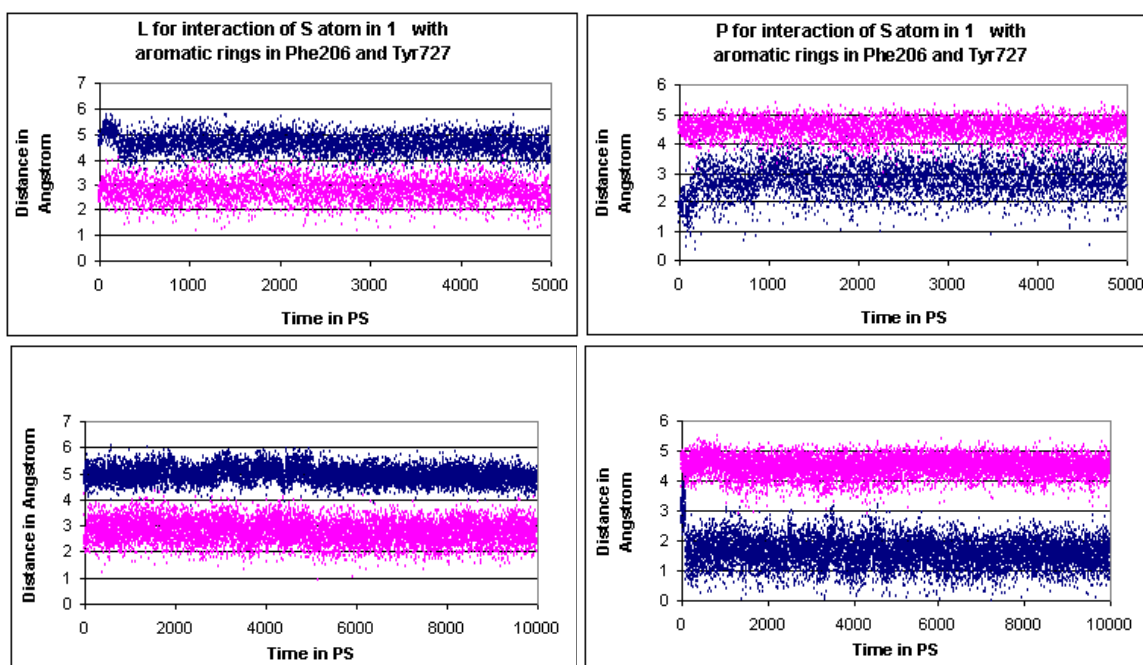 L for interaction of S atom in 1 with
aromatic rings in Phe206 and Tyr727
7
6
5
4
3
2
1
0
Distance in
Angstrom
0 1000 2000 3000 4000 5000
Time in PS
P for interaction of S atom in 1 with
aromatic rings in Phe206 and Tyr727
6
5
4
3
2
1
0
Distance in
Angstrom
0 1000 2000 3000 4000 5000
Time in PS
7
6
5
4
3
2
1
0
Distance in Angstrom
0 2000 4000 6000 8000 10000
Time in PS
6
5
4
3
2
1
0
Distance in
Angstrom
0 2000 4000 6000 8000 10000
Time in PS